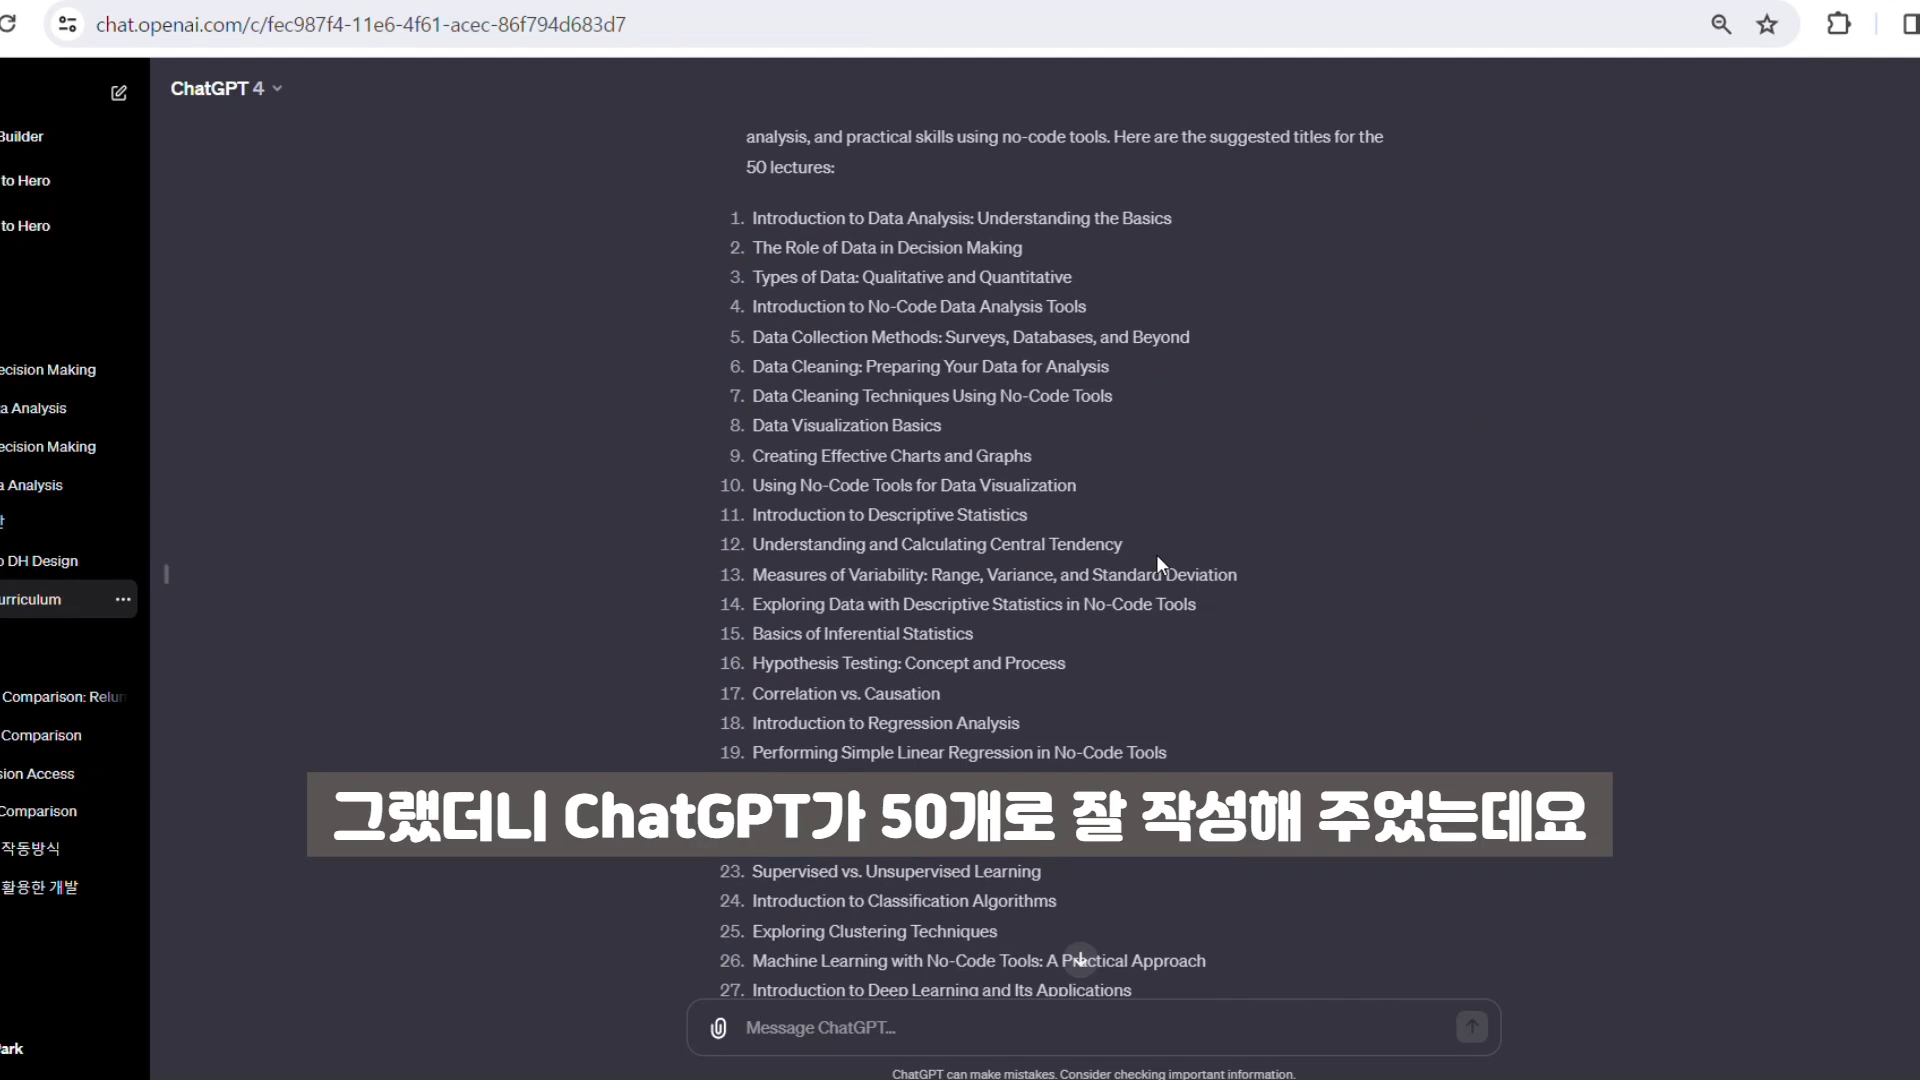 chat.openai.com/c/fec987f4-11e6-4f61-acec-86f794d683d7
ChatGPT 4
Builder
to Hero
to Hero
ecision Making
a Analysis
ecision Making
a Analysis
o DH Design
urriculum
Comparison: Relun
Comparison
sion Access
Comparison
작동방식
활용한 개발
ark
analysis, and practical skills using no-code tools. Here are the suggested titles for the
50 lectures:
1. Introduction to Data Analysis: Understanding the Basics
2. The Role of Data in Decision Making
3. Types of Data: Qualitative and Quantitative
4. Introduction to No-Code Data Analysis Tools
5. Data Collection Methods: Surveys, Databases, and Beyond
6. Data Cleaning: Preparing Your Data for Analysis
7. Data Cleaning Techniques Using No-Code Tools
8. Data Visualization Basics
9. Creating Effective Charts and Graphs
10. Using No-Code Tools for Data Visualization
11. Introduction to Descriptive Statistics
12. Understanding and Calculating Central Tendency
13. Measures of Variability: Range, Variance, and Standard Deviation
14. Exploring Data with Descriptive Statistics in No-Code Tools
15. Basics of Inferential Statistics
16. Hypothesis Testing: Concept and Process
17. Correlation vs. Causation
18. Introduction to Regression Analysis
19. Performing Simple Linear Regression in No-Code Tools
그랬더니 ChatGPT가 50개로 잘 작성해 주었는데요
23. Supervised vs. Unsupervised Learning
24. Introduction to Classification Algorithms
25. Exploring Clustering Techniques
26. Machine Learning with No-Code Tools: A Practical Approach
27. Introduction to Deep Learning and Its Applications
Message ChatGPT...
ChatGPT can make mistakes. Consider checking important information.